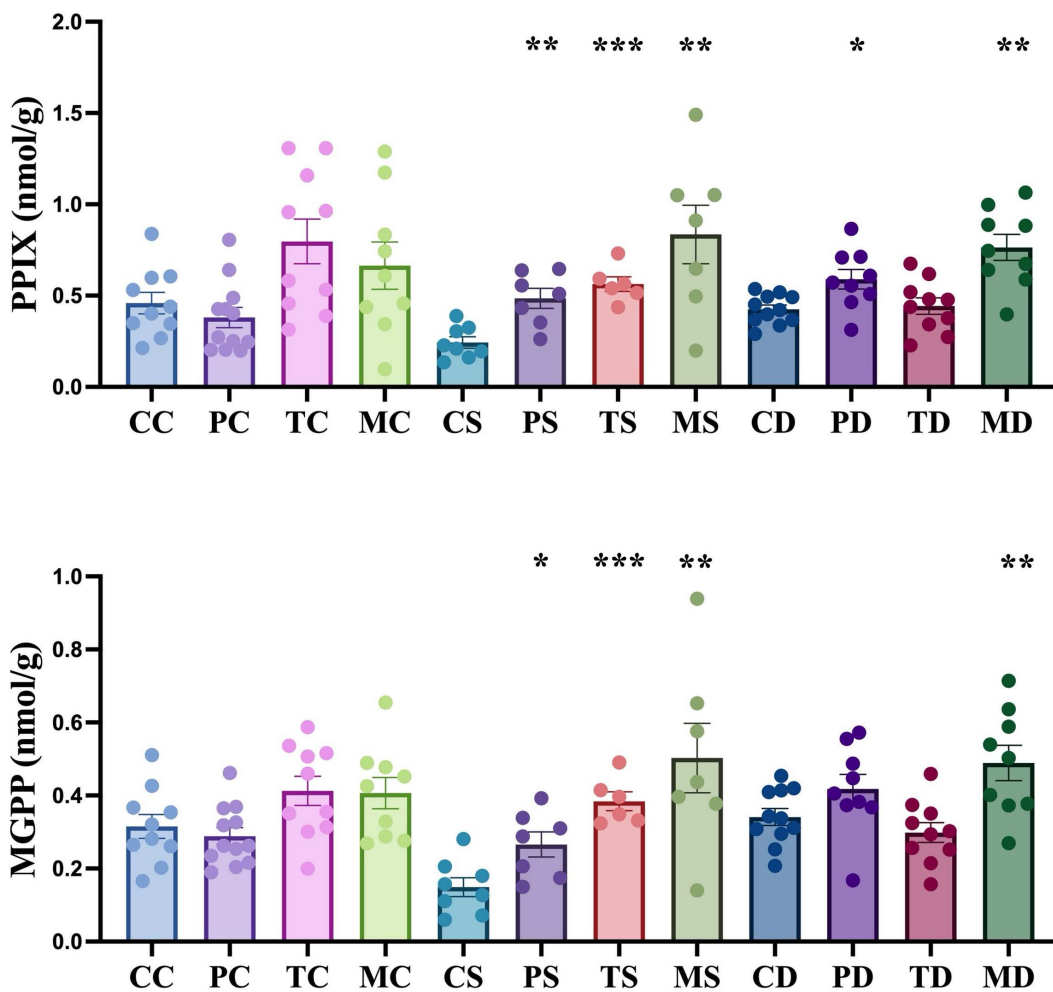 2.0
** *** ** * **
1.5
PPIX (nmol/g)
1.0
0.5
0.0
CC PC TC MC CS PS TS MS CD PD TD MD
* *** ** **
1.0
0.8
MGPP (nmol/g)
0.6
0.4
0.2
0.0
CC PC TC MC CS PS TS MS CD PD TD MD